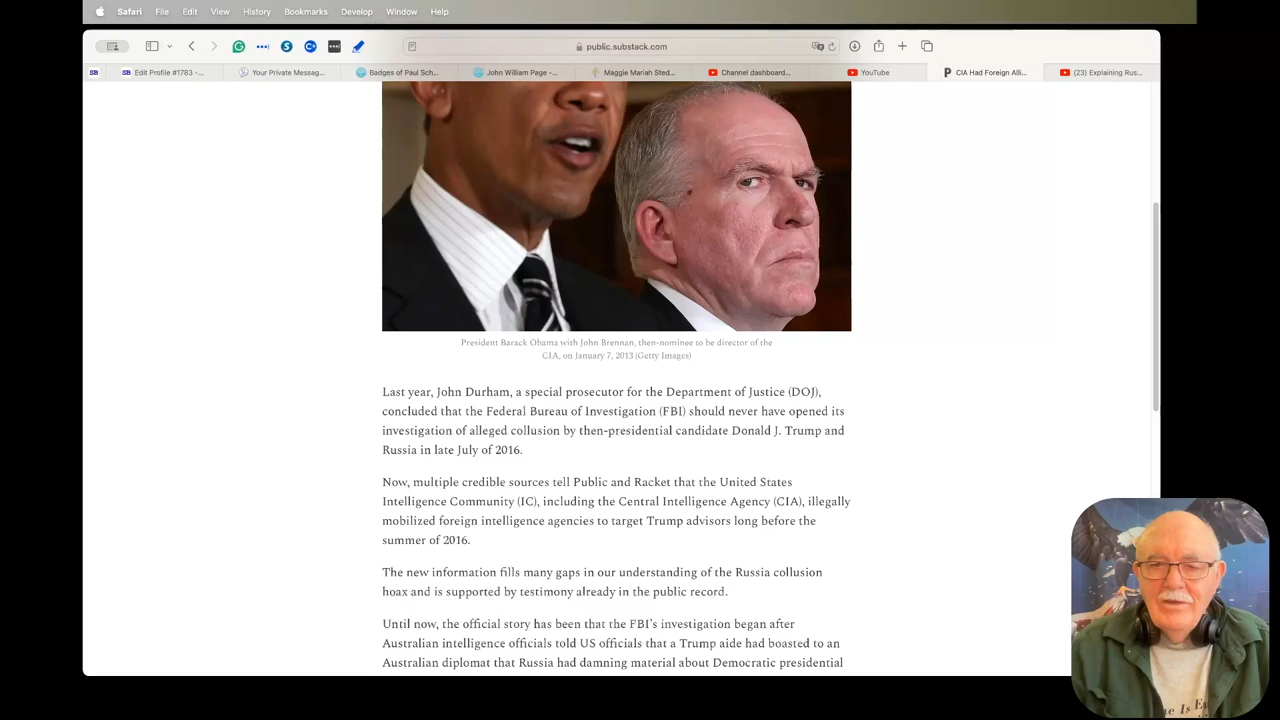 Safari File Edit View History Bookmarks Develop Window Help
public.substack.com
SB SB Edit Profile #1783 -... Your Private Messag... Badges of Paul Sch... John William Page -... Maggie Mariah Sted... Channel dashboard... YouTube P CIA Had Foreign Alli... (23) Explaining Rus...
President Barack Obama with John Brennan, then-nominee to be director of the
CIA, on January 7, 2013 (Getty Images)
Last year, John Durham, a special prosecutor for the Department of Justice (DOJ),
concluded that the Federal Bureau of Investigation (FBI) should never have opened its
investigation of alleged collusion by then-presidential candidate Donald J. Trump and
Russia in late July of 2016.
Now, multiple credible sources tell Public and Racket that the United States
Intelligence Community (IC), including the Central Intelligence Agency (CIA), illegally
mobilized foreign intelligence agencies to target Trump advisors long before the
summer of 2016.
The new information fills many gaps in our understanding of the Russia collusion
hoax and is supported by testimony already in the public record.
Until now, the official story has been that the FBI's investigation began after
Australian intelligence officials told US officials that a Trump aide had boasted to an
Australian diplomat that Russia had damning material about Democratic presidential